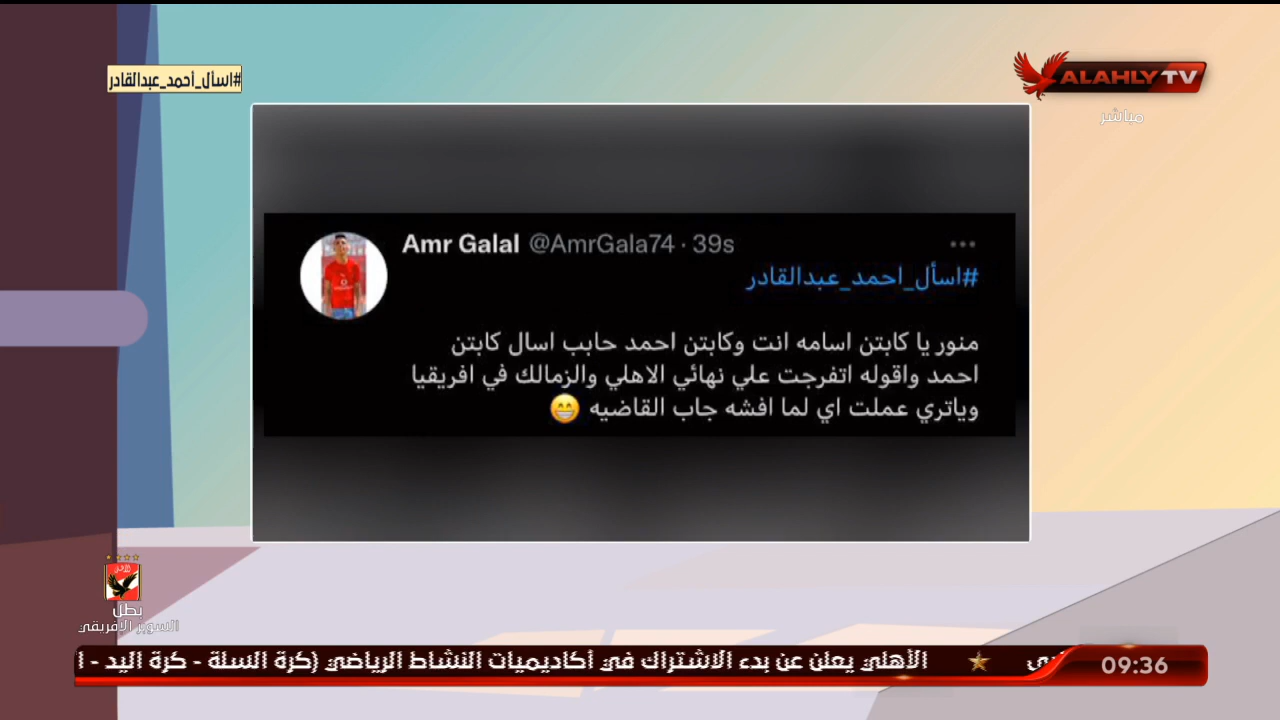 #اسأل_أحمد_عبدالقادر
ALAHLY TV
مباشر
Amr Galal @AmrGala74 · 39s
#اسأل_احمد_عبدالقادر
منور يا كابتن اسامه انت وكابتن احمد حابب اسال كابتن
احمد واقوله اتفرجت علي نهائي الاهلي والزمالك في افريقيا
وياتري عملت اي لما افشه جاب القاضيه 😁
بطل
السوبر الافريقي
الأهلي يعلن عن بدء الاشتراك في أكاديميات النشاط الرياضي (كرة السلة - كرة اليد - ا
09:36